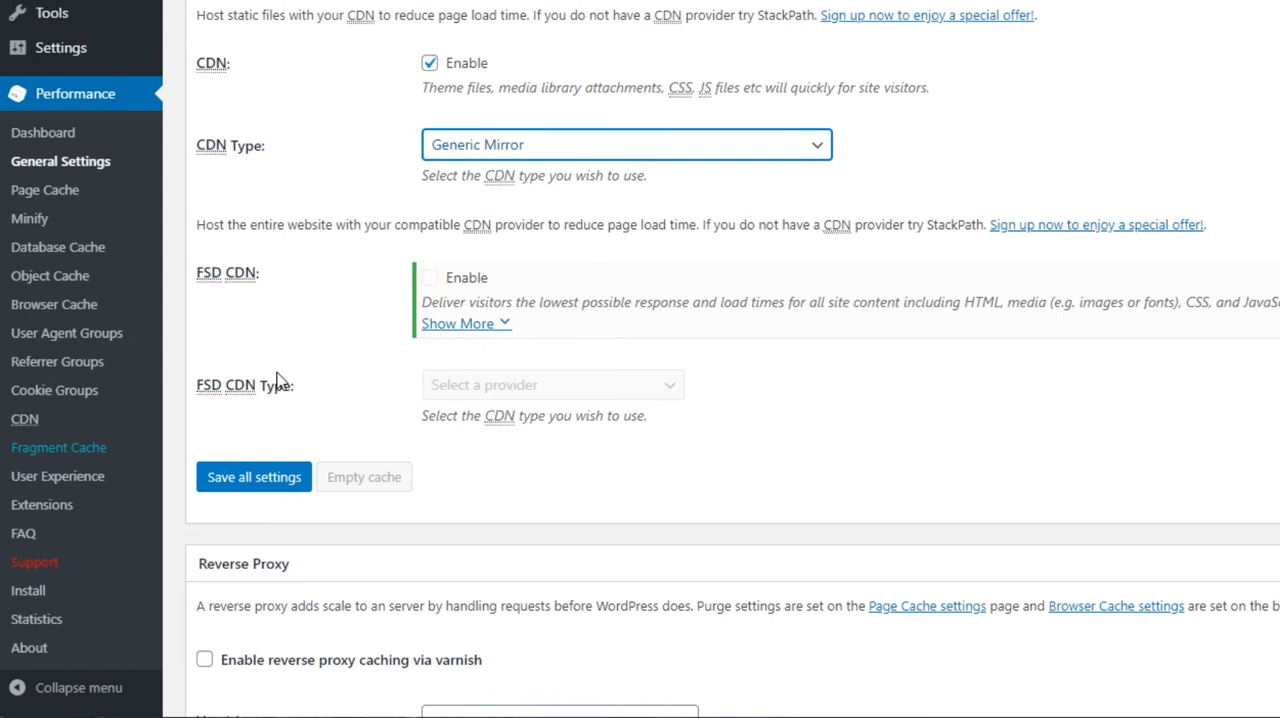 Tools
Settings
Performance
Dashboard
General Settings
Page Cache
Minify
Database Cache
Object Cache
Browser Cache
User Agent Groups
Referrer Groups
Cookie Groups
CDN
Fragment Cache
User Experience
Extensions
FAQ
Support
Install
Statistics
About
Collapse menu
Host static files with your CDN to reduce page load time. If you do not have a CDN provider try StackPath. Sign up now to enjoy a special offer!.
CDN: Enable
Theme files, media library attachments, CSS, JS files etc will quickly for site visitors.
CDN Type: Generic Mirror
Select the CDN type you wish to use.
Host the entire website with your compatible CDN provider to reduce page load time. If you do not have a CDN provider try StackPath. Sign up now to enjoy a special offer!.
FSD CDN: Enable
Deliver visitors the lowest possible response and load times for all site content including HTML, media (e.g. images or fonts), CSS, and JavaS
Show More
FSD CDN Type: Select a provider
Select the CDN type you wish to use.
Save all settings Empty cache
Reverse Proxy
A reverse proxy adds scale to an server by handling requests before WordPress does. Purge settings are set on the Page Cache settings page and Browser Cache settings are set on the b
Enable reverse proxy caching via varnish